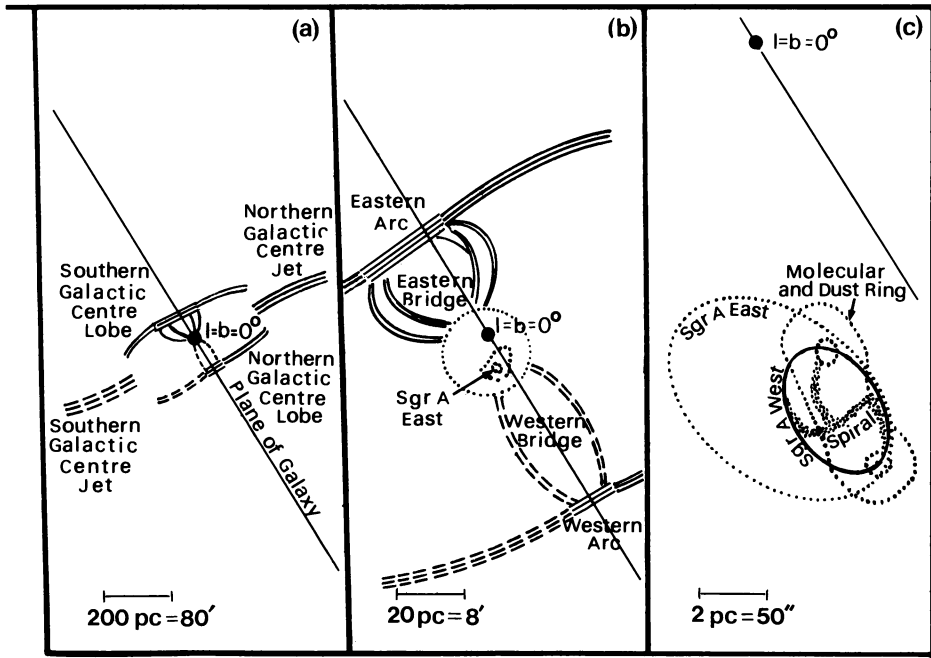 (a)
Northern
Galactic
Centre
Jet
Southern
Galactic
Centre
Lobe
l=b=0°
Northern
Galactic
Centre
Lobe
Southern
Galactic
Centre
Jet
Plane of Galaxy
200 pc=80′
(b)
Eastern
Arc
Eastern
Bridge
l=b=0°
Sgr A
East
Western
Bridge
Western
Arc
20 pc=8′
(c)
l=b=0°
Molecular
and Dust Ring
Sgr A East
Sgr A West
Spiral
2 pc=50″